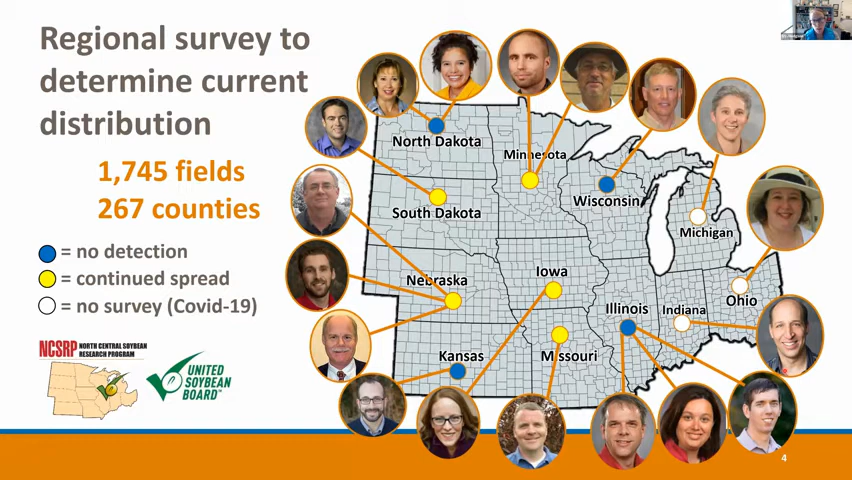 Regional survey to
determine current
distribution
1,745 fields
267 counties
= no detection
= continued spread
= no survey (Covid-19)
NCSRP NORTH CENTRAL SOYBEAN
RESEARCH PROGRAM
UNITED
SOYBEAN
BOARD™
North Dakota
Minnesota
South Dakota
Wisconsin
Michigan
Nebraska
Iowa
Illinois
Indiana
Ohio
Kansas
Missouri
4